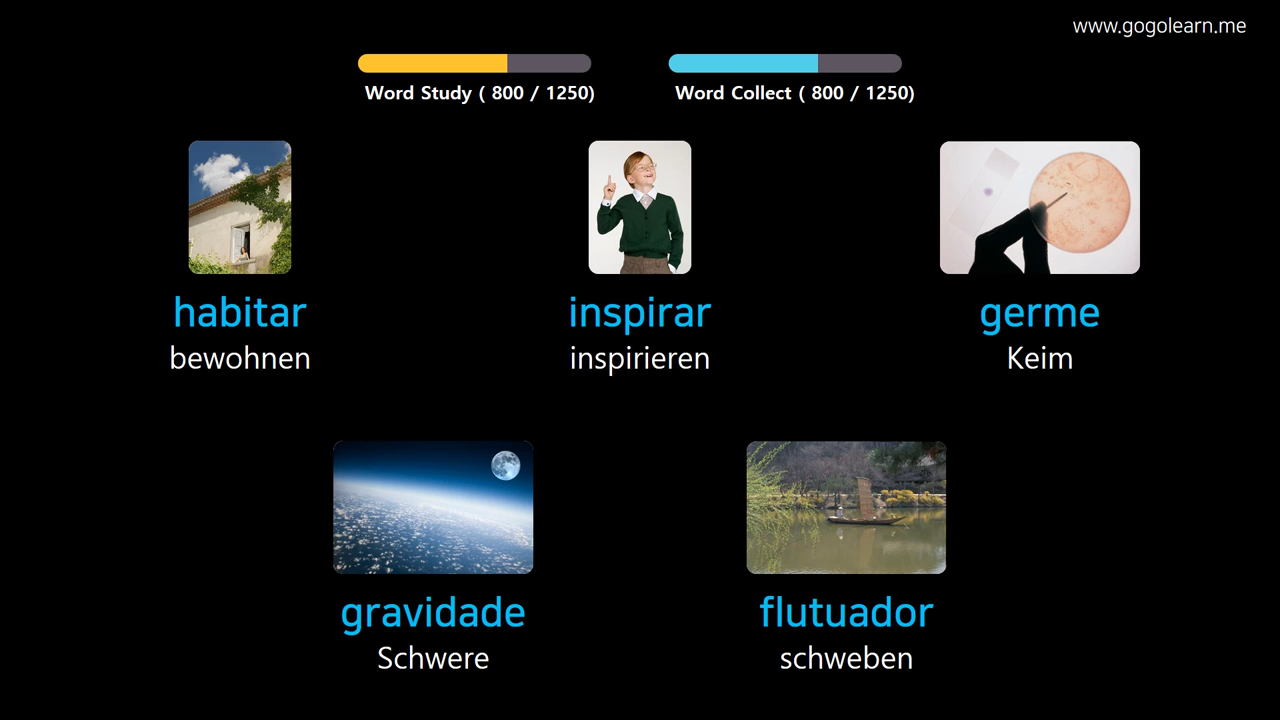 www.gogolearn.me
Word Study ( 800 / 1250)
Word Collect ( 800 / 1250)
habitar
bewohnen
inspirar
inspirieren
germe
Keim
gravidade
Schwere
flutuador
schweben